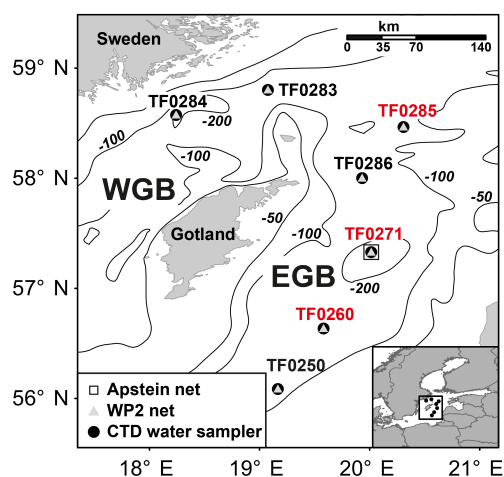 km
0 35 70 140
Sweden
59° N
TF0283
TF0284
-200
TF0285
-100
-100
TF0286
58° N
-100
WGB
-50
-50
Gotland
TF0271
-100
EGB
57° N
-200
TF0260
TF0250
56° N
Apstein net
WP2 net
CTD water sampler
18° E 19° E 20° E 21° E